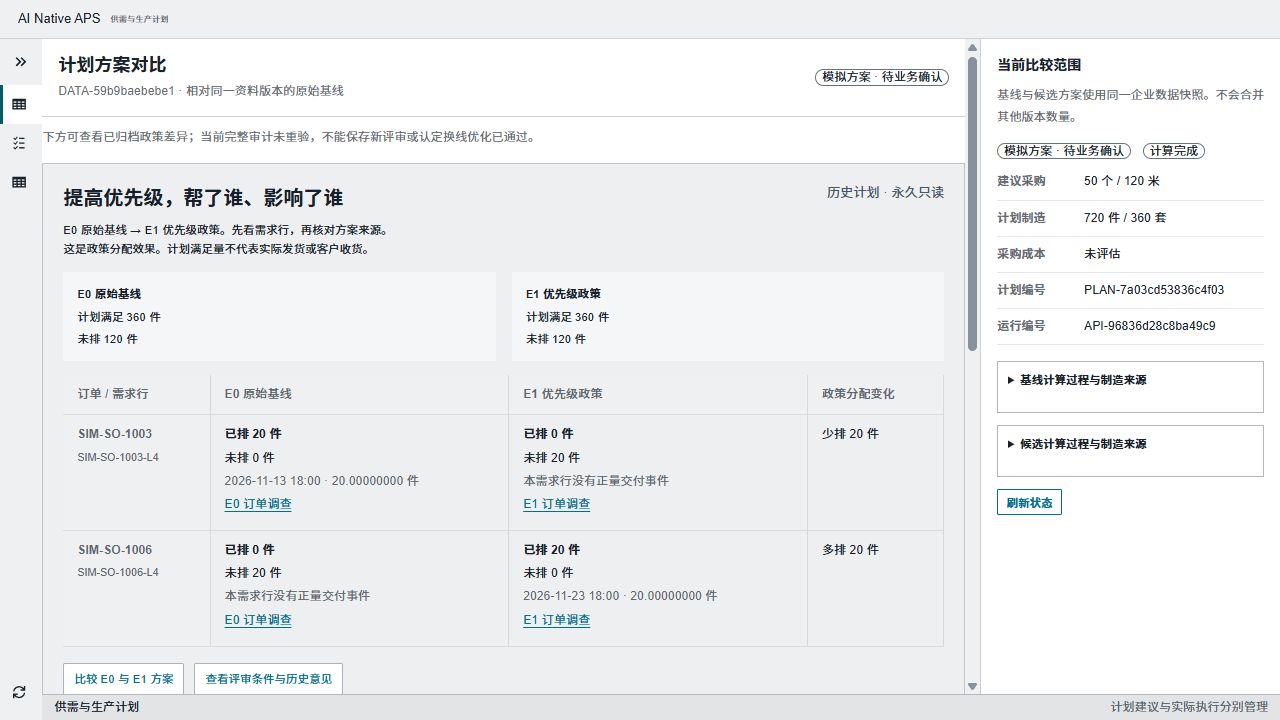 AI Native APS 供需与生产计划
计划方案对比
DATA-59b9baebebe1 · 相对同一资料版本的原始基线
模拟方案 · 待业务确认
下方可查看已归档政策差异；当前完整审计未重验，不能保存新评审或认定换线优化已通过。
提高优先级，帮了谁、影响了谁
历史计划 · 永久只读
E0 原始基线 → E1 优先级政策。先看需求行，再核对方案来源。
这是政策分配效果。计划满足量不代表实际发货或客户收货。
E0 原始基线
计划满足 360 件
未排 120 件
E1 优先级政策
计划满足 360 件
未排 120 件
订单 / 需求行
E0 原始基线
E1 优先级政策
政策分配变化
SIM-SO-1003
SIM-SO-1003-L4
已排 20 件
未排 0 件
2026-11-13 18:00 · 20.00000000 件
E0 订单调查
已排 0 件
未排 20 件
本需求行没有正量交付事件
E1 订单调查
少排 20 件
SIM-SO-1006
SIM-SO-1006-L4
已排 0 件
未排 20 件
本需求行没有正量交付事件
E0 订单调查
已排 20 件
未排 0 件
2026-11-23 18:00 · 20.00000000 件
E1 订单调查
多排 20 件
比较 E0 与 E1 方案
查看评审条件与历史意见
当前比较范围
基线与候选方案使用同一企业数据快照。不会合并
其他版本数量。
模拟方案 · 待业务确认
计算完成
建议采购 50 个 / 120 米
计划制造 720 件 / 360 套
采购成本 未评估
计划编号 PLAN-7a03cd53836c4f03
运行编号 API-96836d28c8ba49c9
基线计算过程与制造来源
候选计算过程与制造来源
刷新状态
供需与生产计划
计划建议与实际执行分别管理